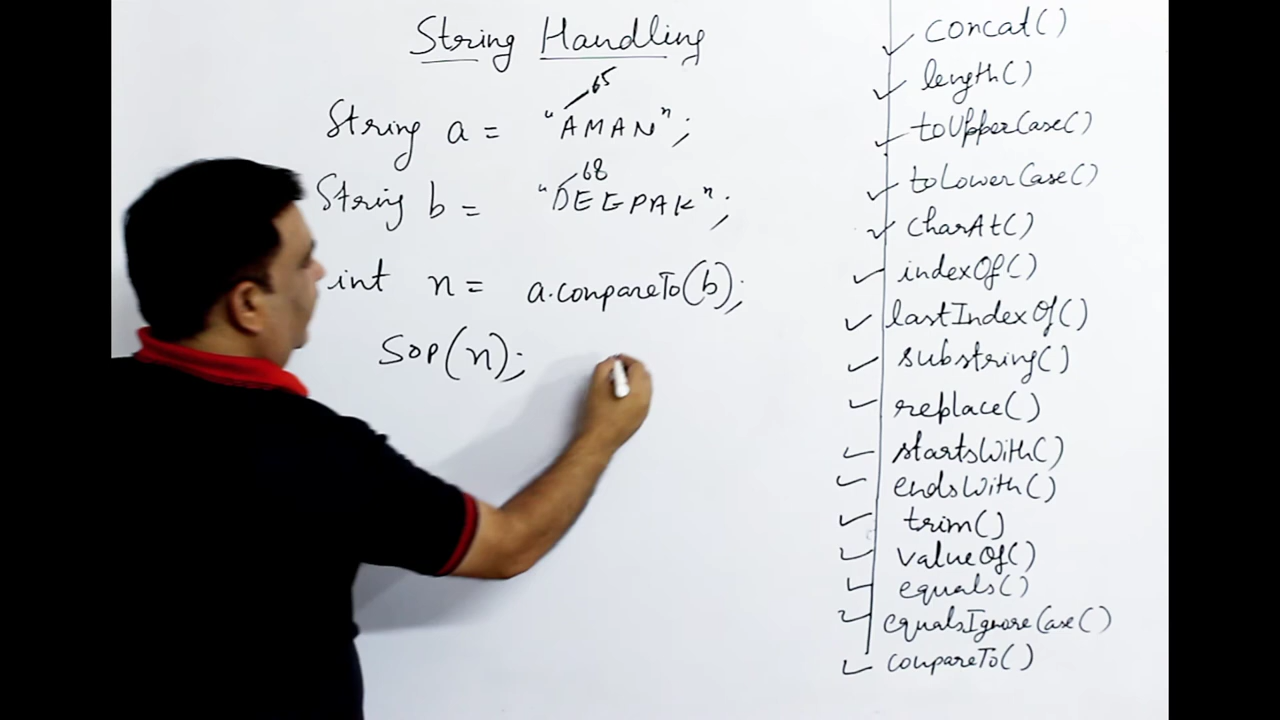 String Handling
65
String a = "AMAN";
68
String b = "DEEPAK";
int n = a.compareTo(b);
SOP(n);
concat()
length()
toUpperCase()
toLowerCase()
charAt()
indexOf()
lastIndexOf()
substring()
replace()
startsWith()
endsWith()
trim()
valueOf()
equals()
equalsIgnoreCase()
compareTo()